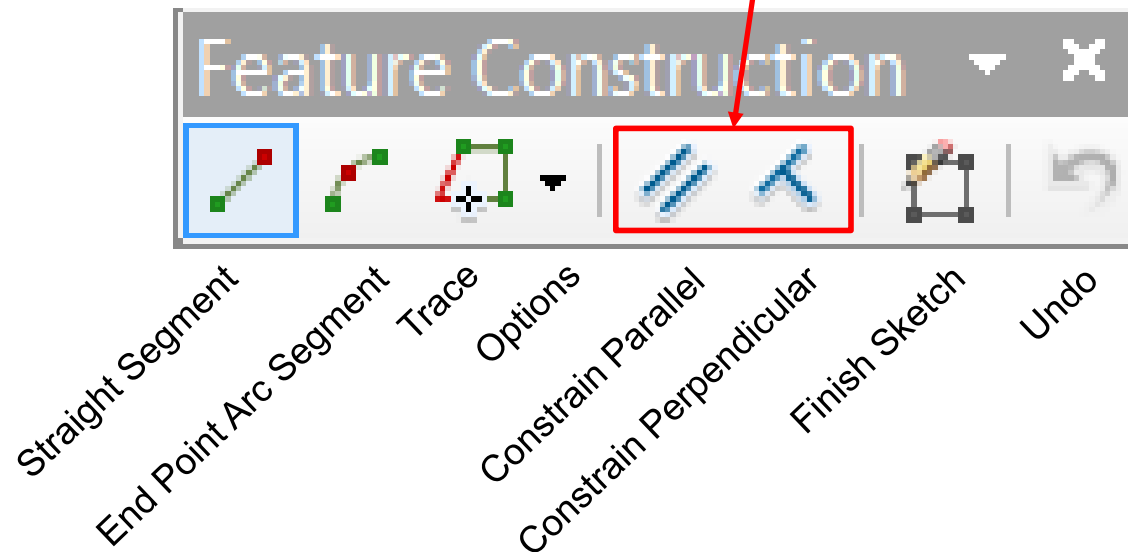 Feature Construction
Straight Segment
End Point Arc Segment
Trace
Options
Constrain Parallel
Constrain Perpendicular
Finish Sketch
Undo